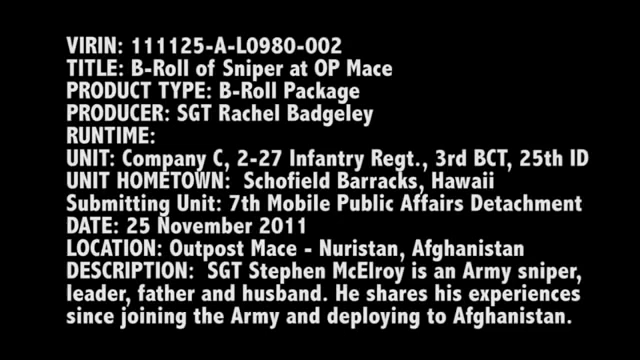 VIRIN: 111125-A-L0980-002
TITLE: B-Roll of Sniper at OP Mace
PRODUCT TYPE: B-Roll Package
PRODUCER: SGT Rachel Badgeley
RUNTIME:
UNIT: Company C, 2-27 Infantry Regt., 3rd BCT, 25th ID
UNIT HOMETOWN: Schofield Barracks, Hawaii
Submitting Unit: 7th Mobile Public Affairs Detachment
DATE: 25 November 2011
LOCATION: Outpost Mace - Nuristan, Afghanistan
DESCRIPTION: SGT Stephen McElroy is an Army sniper,
leader, father and husband. He shares his experiences
since joining the Army and deploying to Afghanistan.